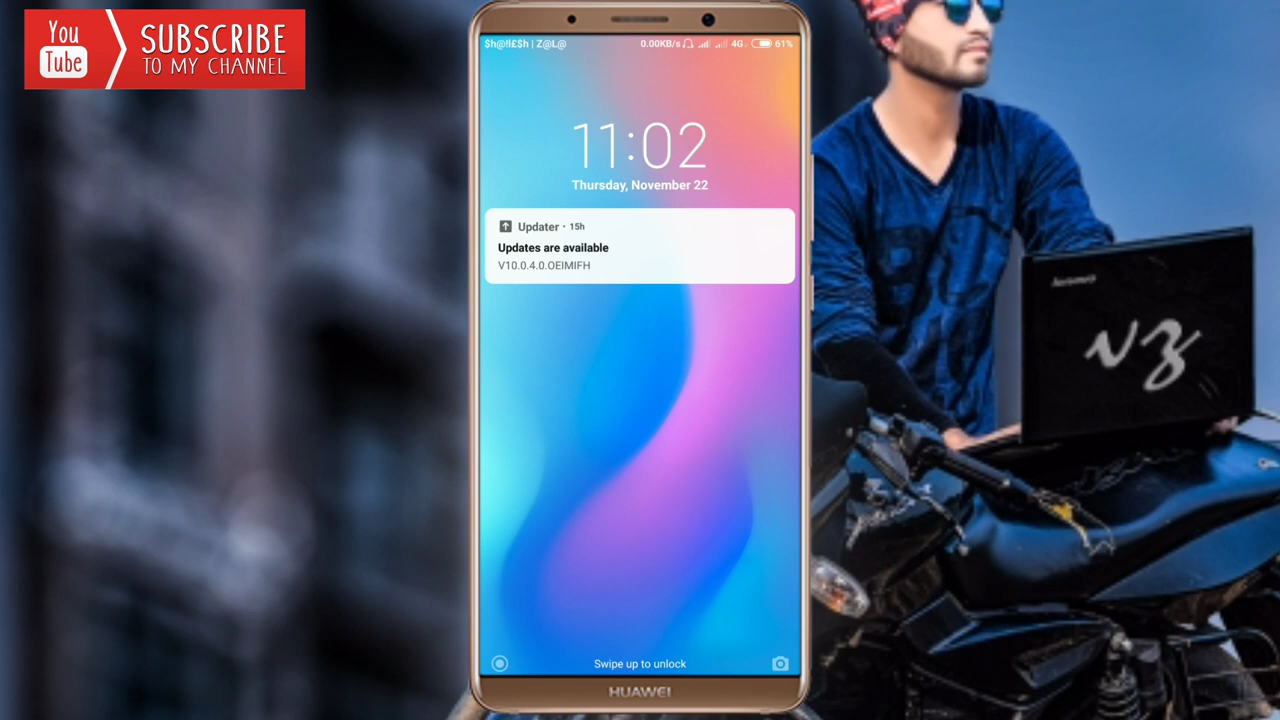 You
Tube
SUBSCRIBE
TO MY CHANNEL
$h@!!£$h | Z@L@
0.00KB/s 4G 61%
11:02
Thursday, November 22
Updater · 15h
Updates are available
V10.0.4.0.OEIMIFH
Swipe up to unlock
HUAWEI
lenovo
vz